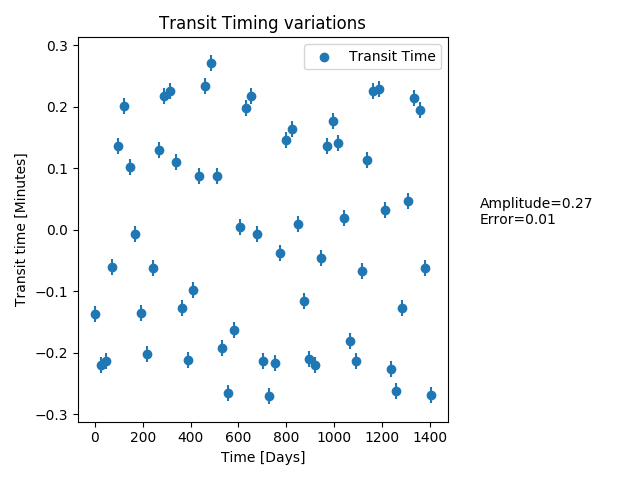 Transit Timing variations
Transit Time
Transit time [Minutes]
0.3
0.2
0.1
0.0
−0.1
−0.2
−0.3
Amplitude=0.27
Error=0.01
0 200 400 600 800 1000 1200 1400
Time [Days]